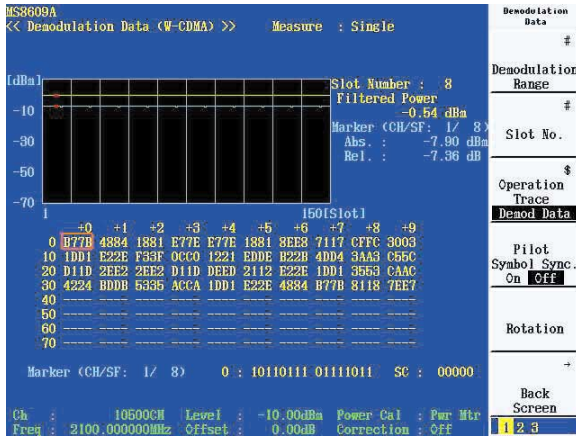 MS8609A
<< Demodulation Data (W-CDMA) >> Measure : Single
[dBm]
-10
-30
-50
-70
1
150[Slot]
Slot Number : 8
Filtered Power
-0.54 dBm
Marker (CH/SF: 1/ 8)
Abs. : -7.90 dBm
Rel. : -7.36 dB
+0 +1 +2 +3 +4 +5 +6 +7 +8 +9
0 B77B 4884 1881 E77E E77E 1881 8EE8 7117 CFFC 3003
10 1DD1 E22E F33F 0CC0 1221 EDDE B22B 4DD4 3AA3 C55C
20 D11D 2EE2 2EE2 D11D DEED 2112 E22E 1DD1 3553 CAAC
30 4224 BDDB 5335 ACCA 1DD1 E22E 4884 B77B 8118 7EE7
40 ---- ---- ---- ---- ---- ---- ---- ---- ---- ----
50 ---- ---- ---- ---- ---- ---- ---- ---- ---- ----
60 ---- ---- ---- ---- ---- ---- ---- ---- ---- ----
70 ---- ---- ---- ---- ---- ---- ---- ---- ---- ----
Marker (CH/SF: 1/ 8) 0 : 10110111 01111011 SC : 00000
Ch : 10500CH Level : -10.00dBm Power Cal : Pwr Mtr
Freq : 2100.000000MHz Offset : 0.00dB Correction : Off
Demodulation
Data
#
Demodulation
Range
#
Slot No.
$
Operation
Trace
Demod Data
Pilot
Symbol Sync.
On Off
Rotation
→
Back
Screen
1 2 3